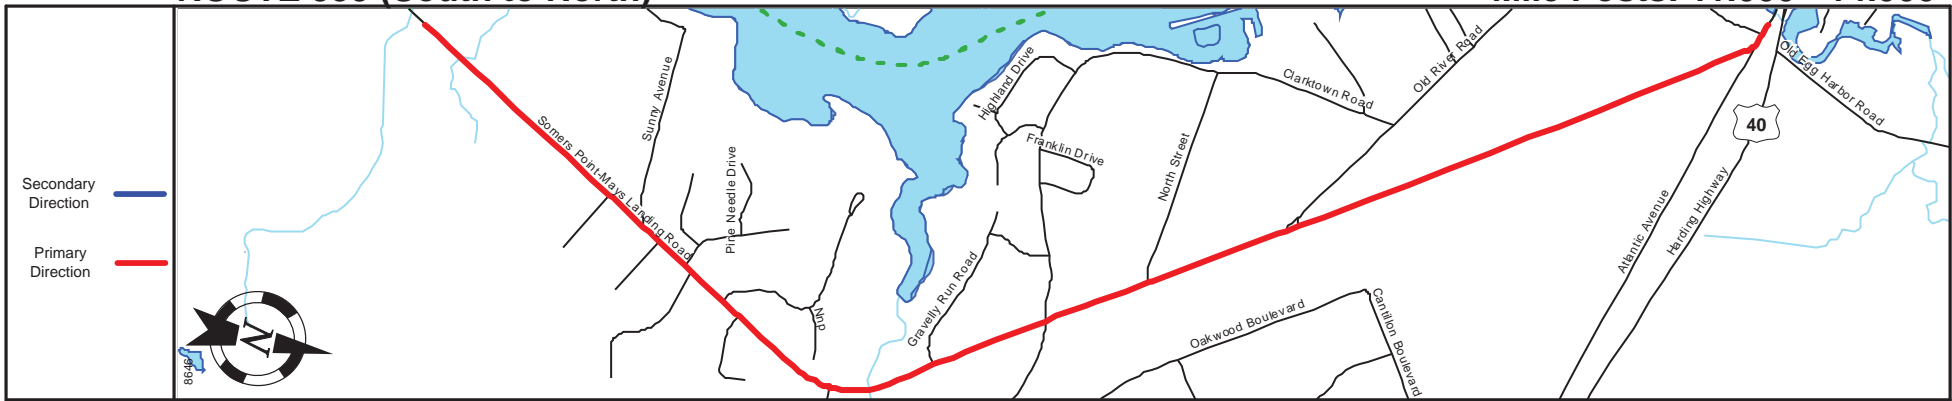 Secondary
Direction
Primary
Direction
8646
N
Somers Point-Mays Landing Road
Sunny Avenue
Pine Needle Drive
Nnp
Gravelly Run Road
Highland Drive
Franklin Drive
North Street
Clarktown Road
Old River Road
Oakwood Boulevard
Cantillon Boulevard
Atlantic Avenue
Harding Highway
40
Old Egg Harbor Road